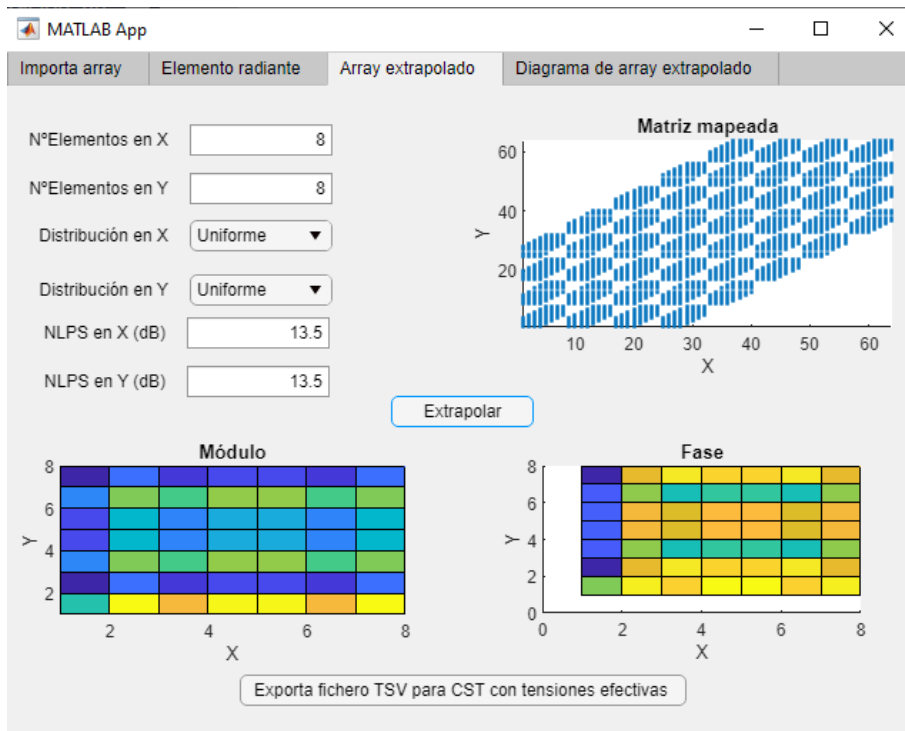 MATLAB App
Importa array
Elemento radiante
Array extrapolado
Diagrama de array extrapolado
NºElementos en X
8
NºElementos en Y
8
Distribución en X
Uniforme
Distribución en Y
Uniforme
NLPS en X (dB)
13.5
NLPS en Y (dB)
13.5
Matriz mapeada
60
40
20
Y
10 20 30 40 50 60
X
Extrapolar
Módulo
8
6
4
2
Y
2 4 6 8
X
Fase
8
6
4
2
0
Y
0 2 4 6 8
X
Exporta fichero TSV para CST con tensiones efectivas